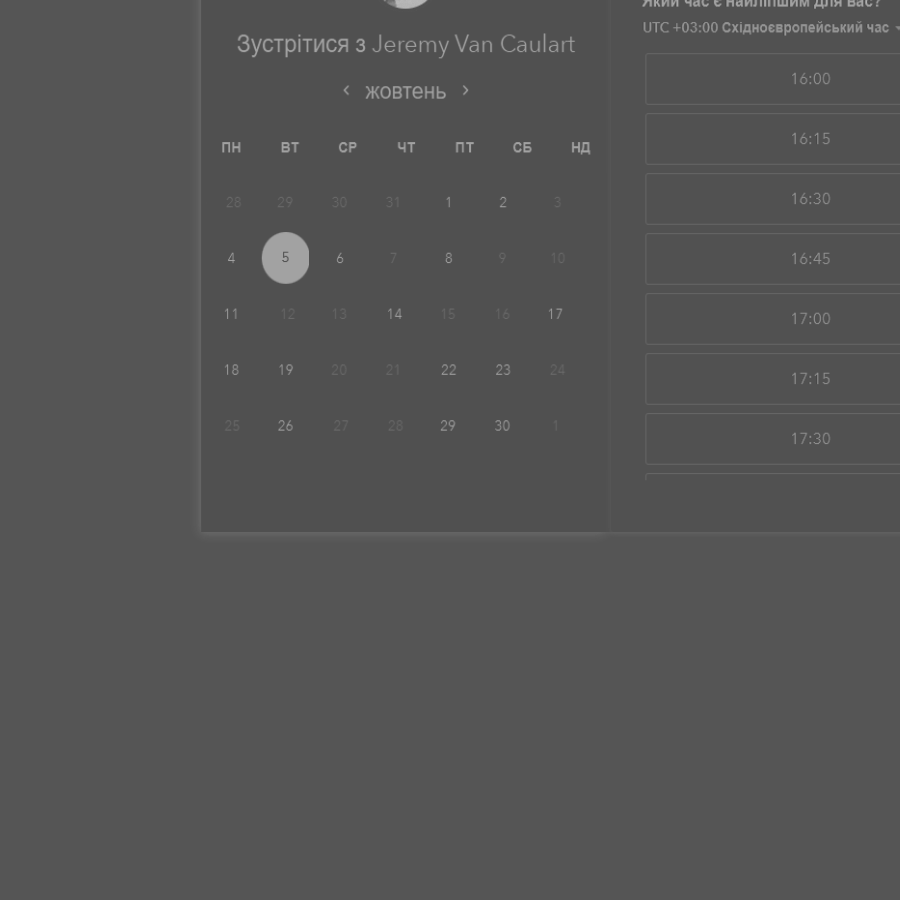 Зустрітися з Jeremy Van Caulart
‹ жовтень ›
ПН ВТ СР ЧТ ПТ СБ НД
28 29 30 31 1 2 3
4 5 6 7 8 9 10
11 12 13 14 15 16 17
18 19 20 21 22 23 24
25 26 27 28 29 30 1
Який час є найліпшим для вас?
UTC +03:00 Східноєвропейський час
16:00
16:15
16:30
16:45
17:00
17:15
17:30